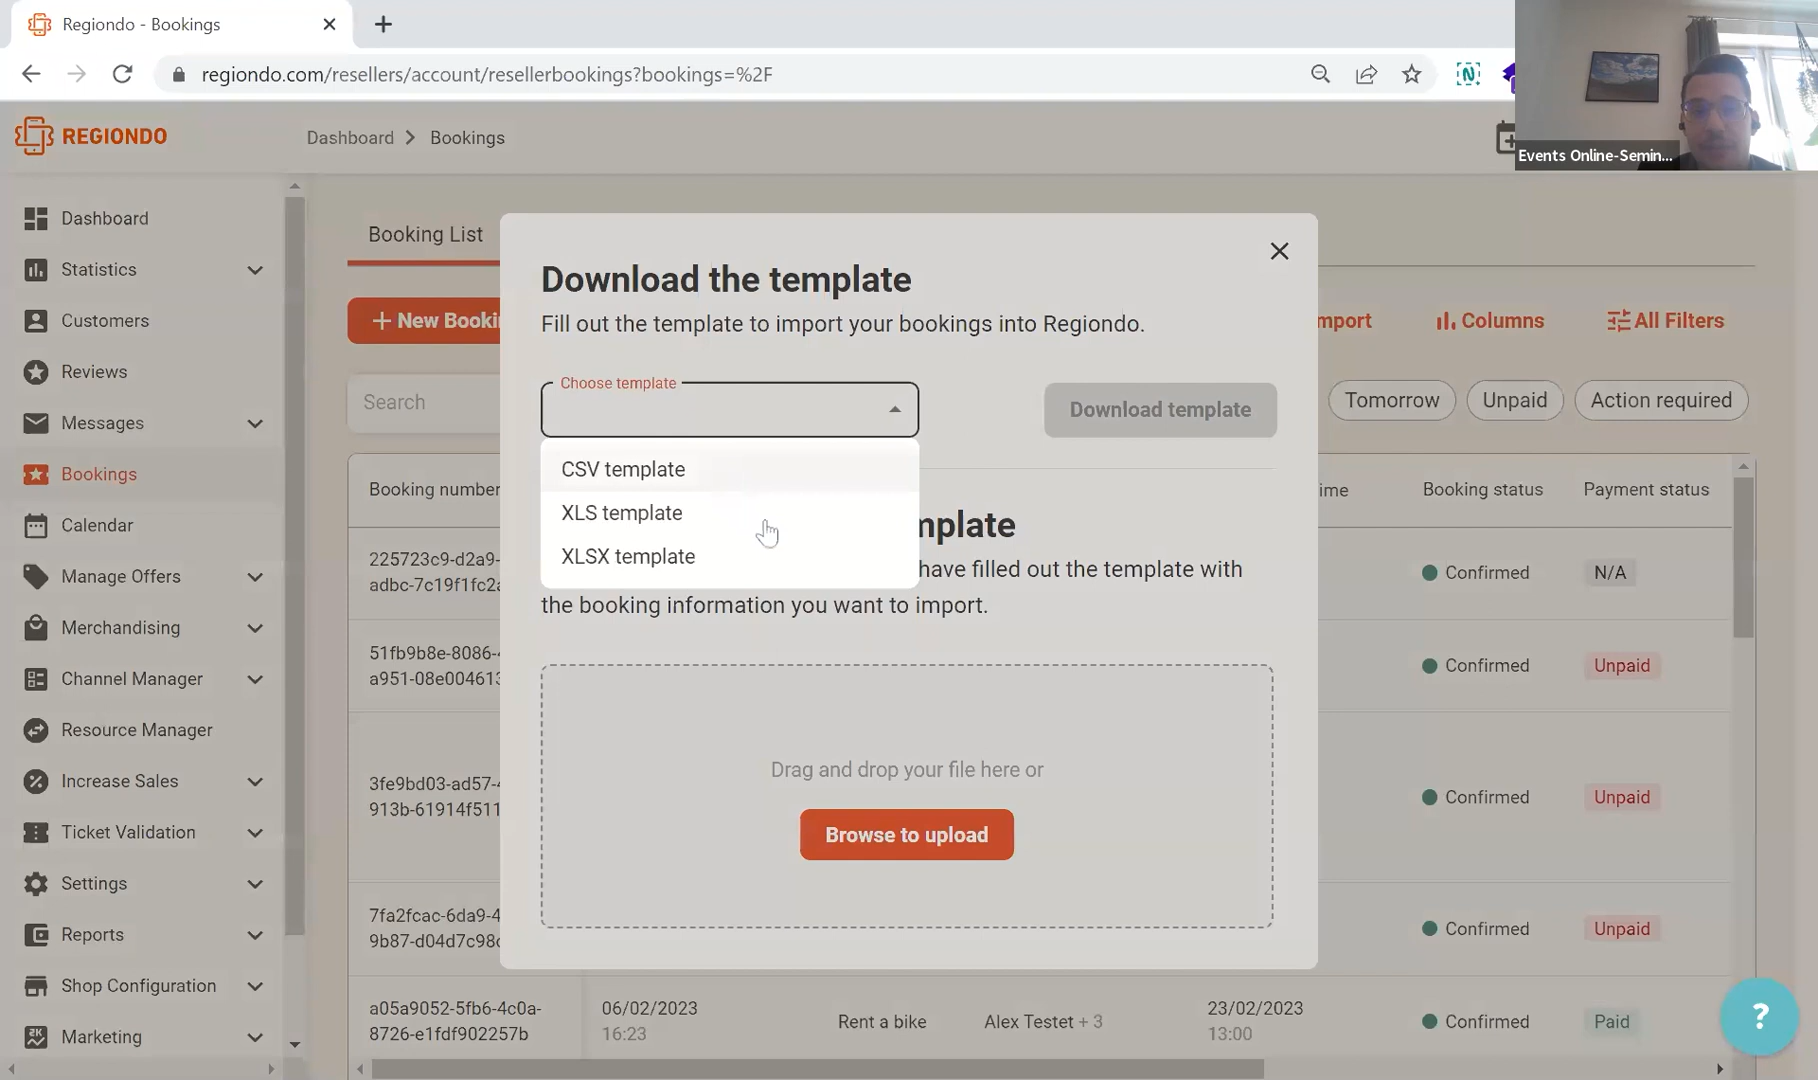 Regiondo - Bookings
regiondo.com/resellers/account/resellerbookings?bookings=%2F
Events Online-Semin...
REGIONDO
Dashboard
Bookings
Dashboard
Statistics
Customers
Reviews
Messages
Bookings
Calendar
Manage Offers
Merchandising
Channel Manager
Resource Manager
Increase Sales
Ticket Validation
Settings
Reports
Shop Configuration
Marketing
Booking List
+ New Booki
mport
Columns
All Filters
Search
Tomorrow
Unpaid
Action required
Download the template
Fill out the template to import your bookings into Regiondo.
Choose template
Download template
CSV template
XLS template
XLSX template
mplate
have filled out the template with
the booking information you want to import.
Drag and drop your file here or
Browse to upload
Booking number
ime
Booking status
Payment status
225723c9-d2a9-
adbc-7c19f1fc2
Confirmed
N/A
51fb9b8e-8086-
a951-08e004613
Confirmed
Unpaid
3fe9bd03-ad57-
913b-61914f511
Confirmed
Unpaid
7fa2fcac-6da9-4
9b87-d04d7c98
Confirmed
Unpaid
a05a9052-5fb6-4c0a-
8726-e1fdf902257b
06/02/2023
16:23
Rent a bike
Alex Testet + 3
23/02/2023
13:00
Confirmed
Paid
?